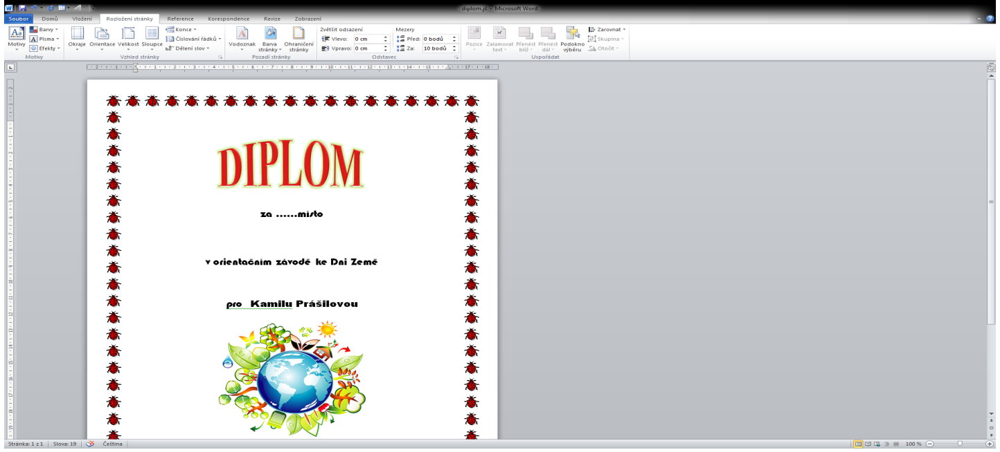 diplom.jš - Microsoft Word
Soubor Domů Vložení Rozložení stránky Reference Korespondence Revize Zobrazení
Motivy Barvy Písma Efekty
Motivy
Okraje Orientace Velikost Sloupce Konce Číslování řádků Dělení slov
Vzhled stránky
Vodoznak Barva stránky Ohraničení stránky
Pozadí stránky
Zvětšit odsazení Mezery
Vlevo: 0 cm Před: 0 bodů
Vpravo: 0 cm Za: 10 bodů
Odstavec
Pozice Zalamovat text Přenést blíž Přenést dál Podokno výběru Zarovnat Skupina Otočit
Uspořádat
DIPLOM
za ......místo
v orientačním závodě ke Dni Země
pro Kamilu Prášilovou
Stránka: 1 z 1 Slova: 19 Čeština 100 %